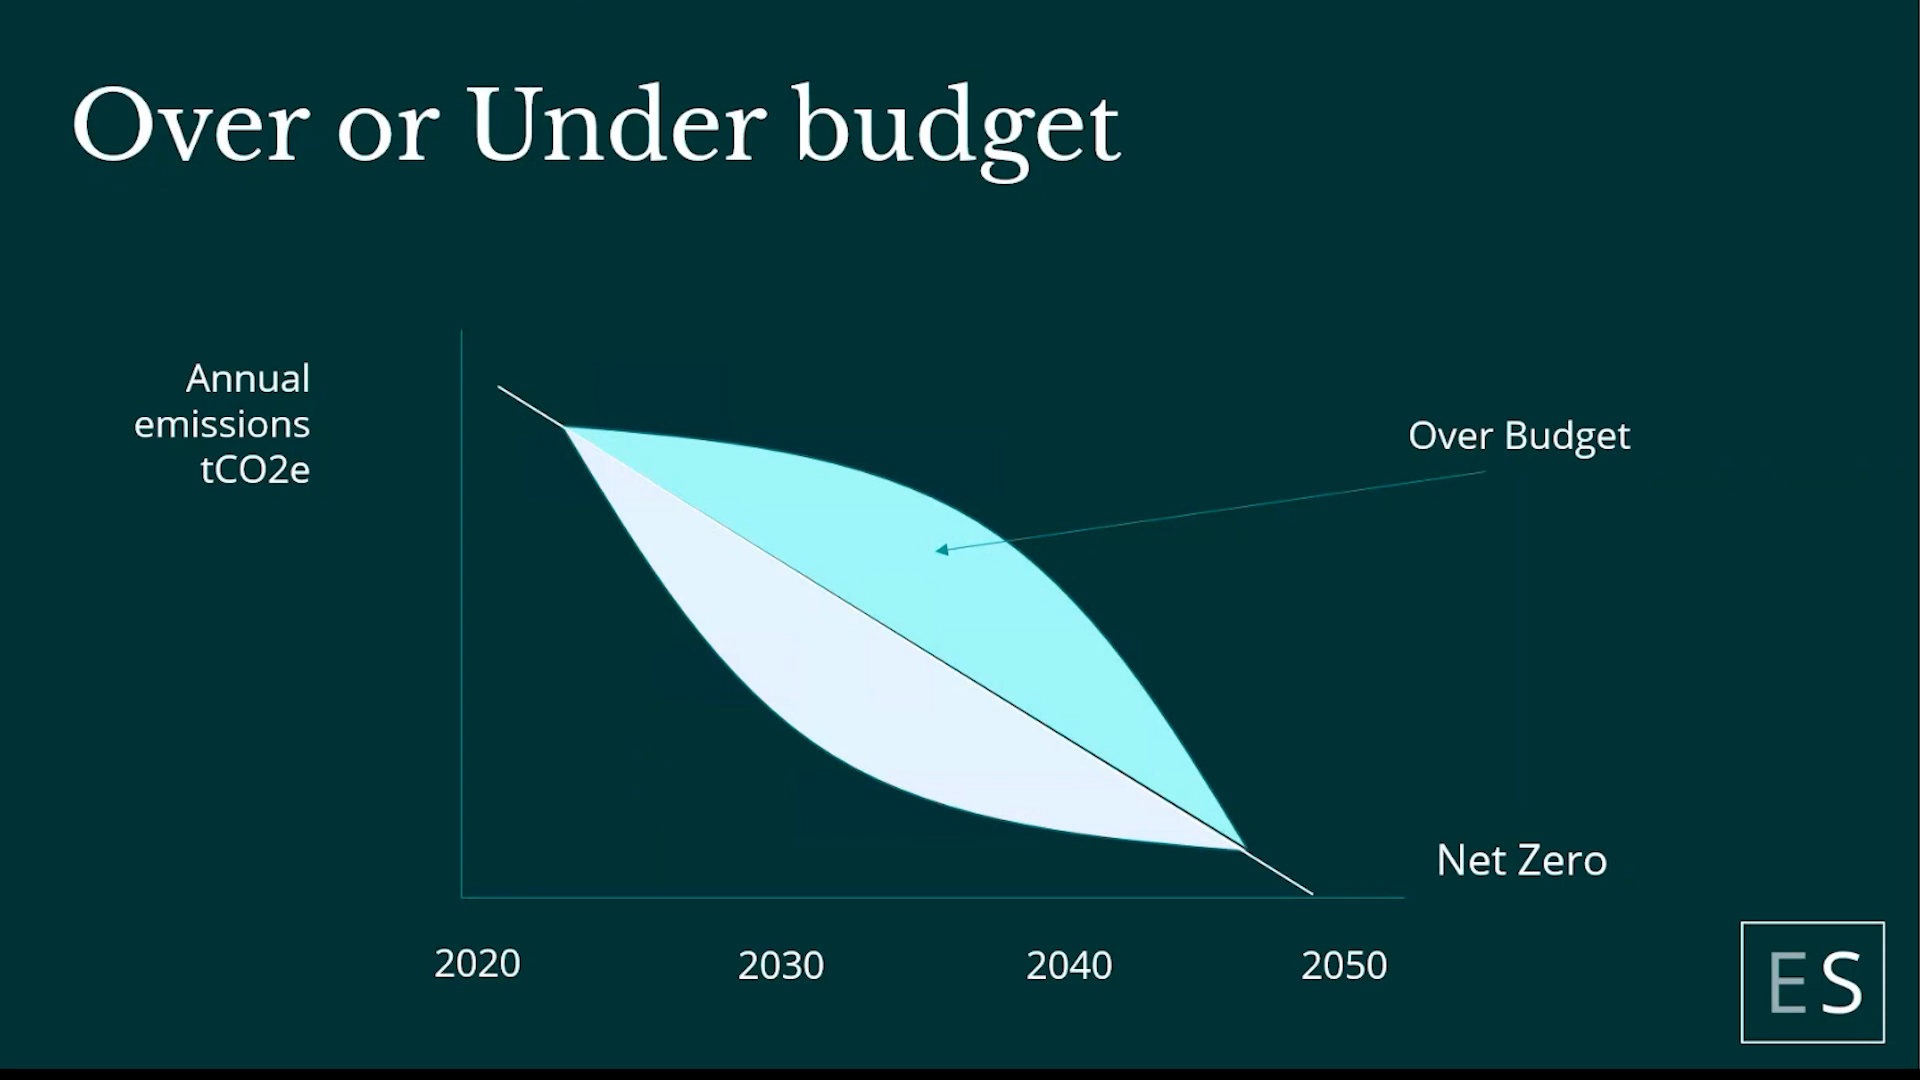 Over or Under budget
Annual
emissions
tCO2e
Over Budget
Net Zero
2020 2030 2040 2050
ES